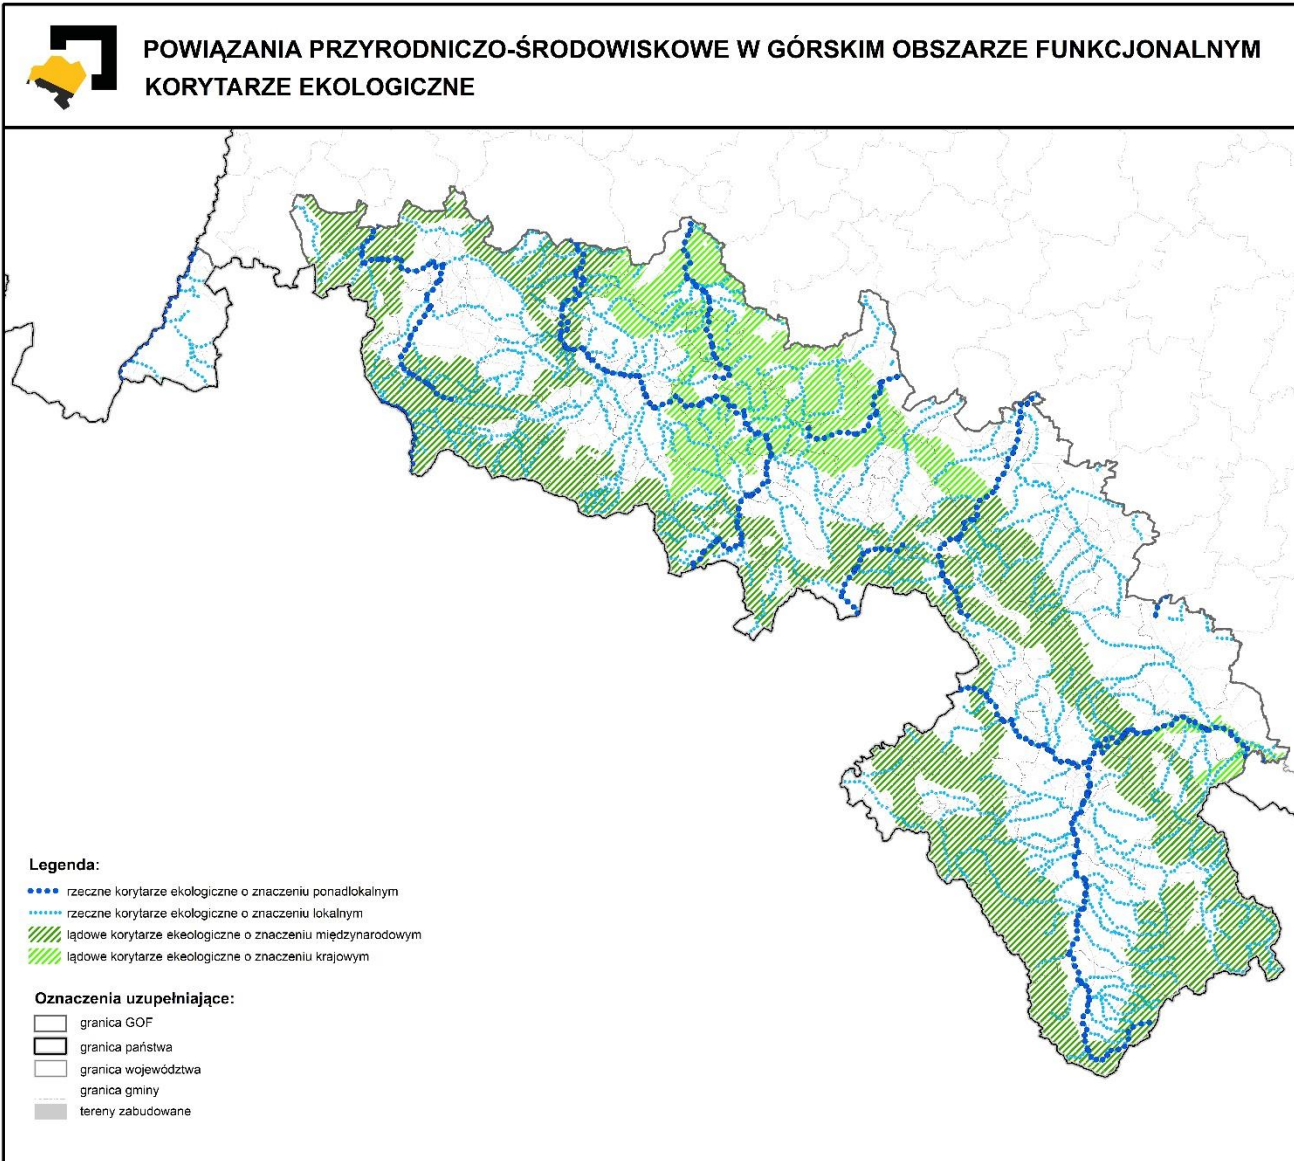 POWIĄZANIA PRZYRODNICZO-ŚRODOWISKOWE W GÓRSKIM OBSZARZE FUNKCJONALNYM
KORYTARZE EKOLOGICZNE
Legenda:
rzeczne korytarze ekologiczne o znaczeniu ponadlokalnym
rzeczne korytarze ekologiczne o znaczeniu lokalnym
lądowe korytarze ekeologiczne o znaczeniu międzynarodowym
lądowe korytarze ekeologiczne o znaczeniu krajowym
Oznaczenia uzupełniające:
granica GOF
granica państwa
granica województwa
granica gminy
tereny zabudowane